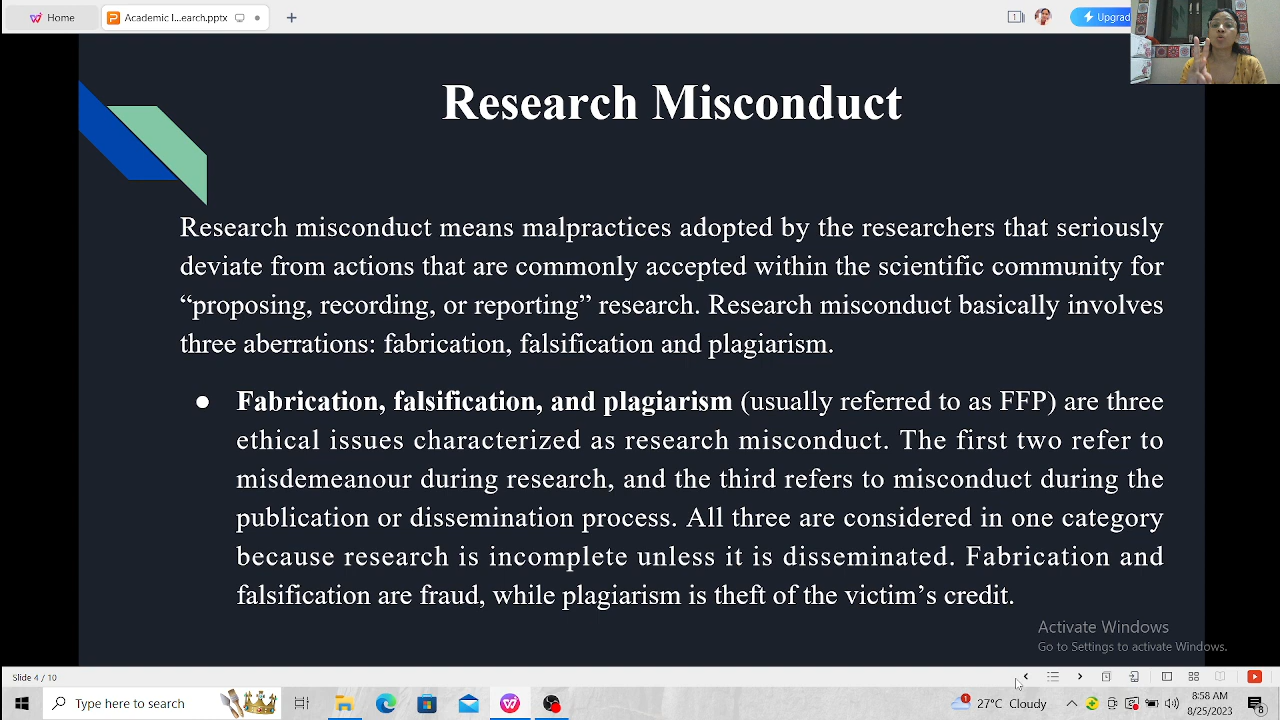 Home
Academic I...earch.pptx
1
Upgrad
Research Misconduct
Research misconduct means malpractices adopted by the researchers that seriously
deviate from actions that are commonly accepted within the scientific community for
“proposing, recording, or reporting” research. Research misconduct basically involves
three aberrations: fabrication, falsification and plagiarism.
● Fabrication, falsification, and plagiarism (usually referred to as FFP) are three
ethical issues characterized as research misconduct. The first two refer to
misdemeanour during research, and the third refers to misconduct during the
publication or dissemination process. All three are considered in one category
because research is incomplete unless it is disseminated. Fabrication and
falsification are fraud, while plagiarism is theft of the victim’s credit.
Activate Windows
Go to Settings to activate Windows.
Slide 4 / 10
Type here to search
1
27°C Cloudy
8:58 AM
8/25/2023
8